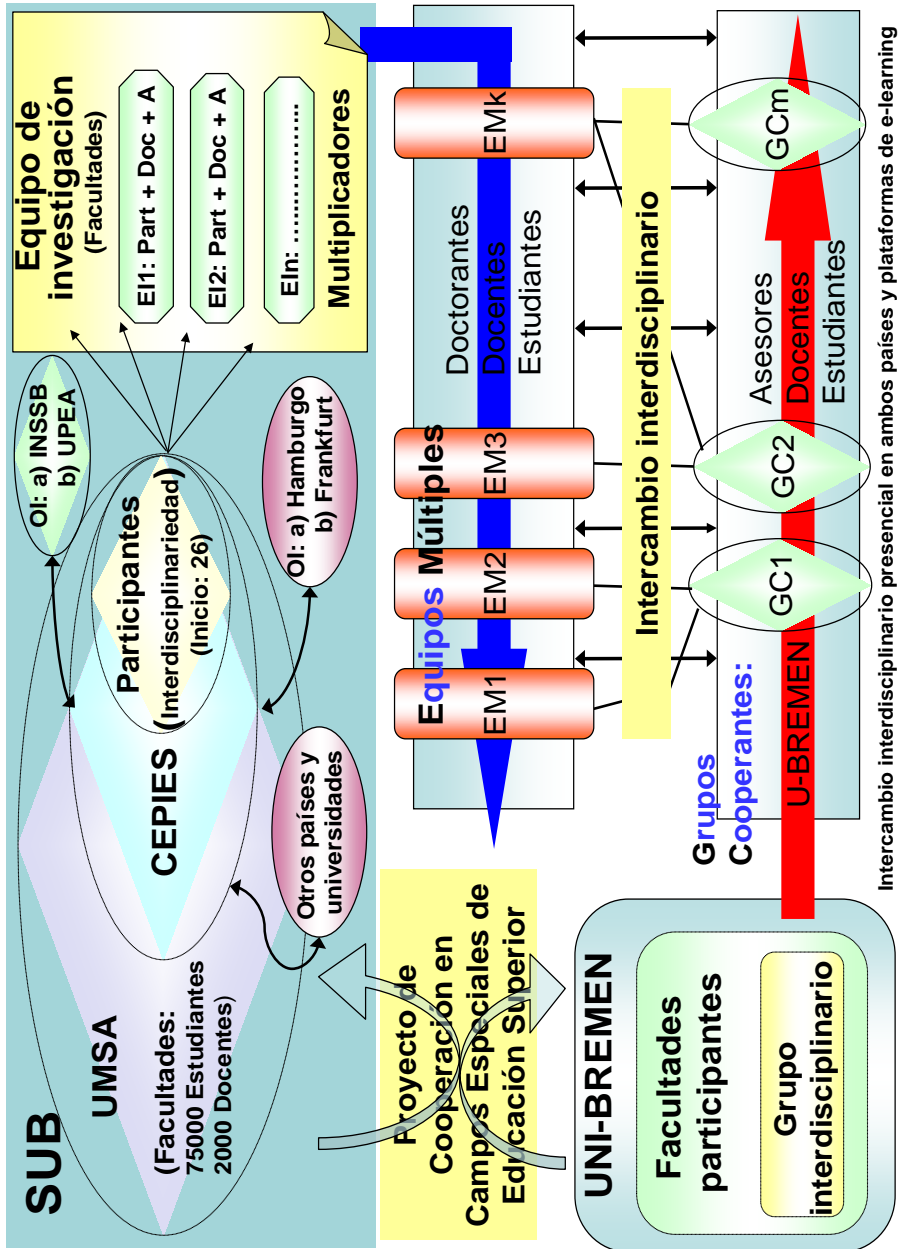 SUB
UMSA
(Facultades:
75000 Estudiantes
2000 Docentes)
CEPIES
Participantes
(Interdisciplinariedad)
(Inicio: 26)
OI: a) INSSB
b) UPEA
OI: a) Hamburgo
b) Frankfurt
Otros países y
universidades
Equipo de
investigación
(Facultades)
EI1: Part + Doc + A
EI2: Part + Doc + A
EIn: ......................
Multiplicadores
Proyecto de
Cooperación en
Campos Especiales de
Educación Superior
Equipos Múltiples
EM1
EM2
EM3
EMk
Doctorantes
Docentes
Estudiantes
Intercambio interdisciplinario
UNI-BREMEN
Facultades
participantes
Grupo
interdisciplinario
Grupos
Cooperantes:
U-BREMEN
GC1
GC2
GCm
Asesores
Docentes
Estudiantes
Intercambio interdisciplinario presencial en ambos países y plataformas de e-learning